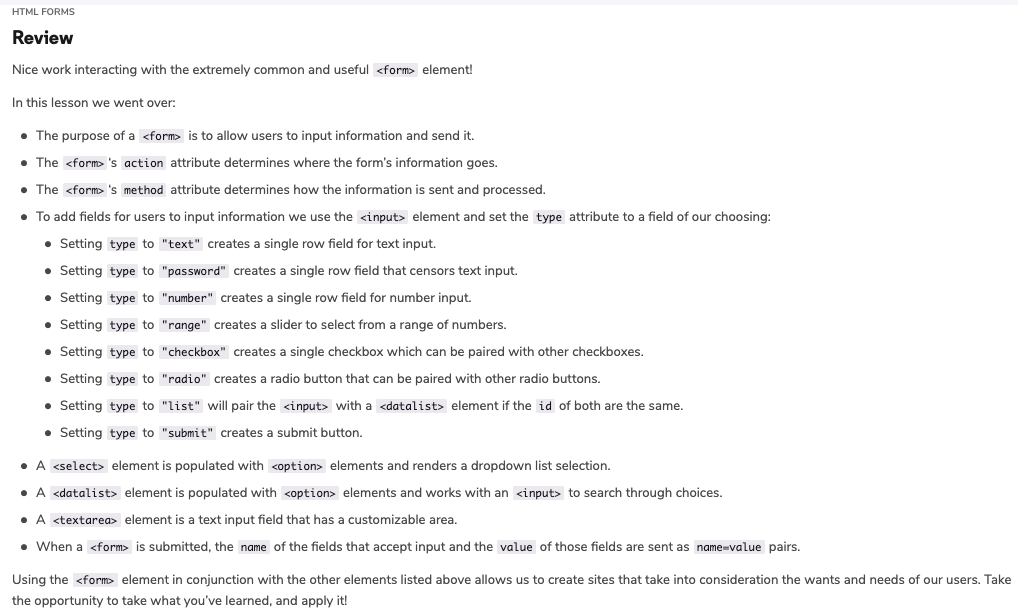 HTML FORMS
Review
Nice work interacting with the extremely common and useful <form> element!
In this lesson we went over:
The purpose of a <form> is to allow users to input information and send it.
The <form>'s action attribute determines where the form's information goes.
The <form>'s method attribute determines how the information is sent and processed.
To add fields for users to input information we use the <input> element and set the type attribute to a field of our choosing:
Setting type to "text" creates a single row field for text input.
Setting type to "password" creates a single row field that censors text input.
Setting type to "number" creates a single row field for number input.
Setting type to "range" creates a slider to select from a range of numbers.
Setting type to "checkbox" creates a single checkbox which can be paired with other checkboxes.
Setting type to "radio" creates a radio button that can be paired with other radio buttons.
Setting type to "list" will pair the <input> with a <datalist> element if the id of both are the same.
Setting type to "submit" creates a submit button.
A <select> element is populated with <option> elements and renders a dropdown list selection.
A <datalist> element is populated with <option> elements and works with an <input> to search through choices.
A <textarea> element is a text input field that has a customizable area.
When a <form> is submitted, the name of the fields that accept input and the value of those fields are sent as name=value pairs.
Using the <form> element in conjunction with the other elements listed above allows us to create sites that take into consideration the wants and needs of our users. Take
the opportunity to take what you've learned, and apply it!